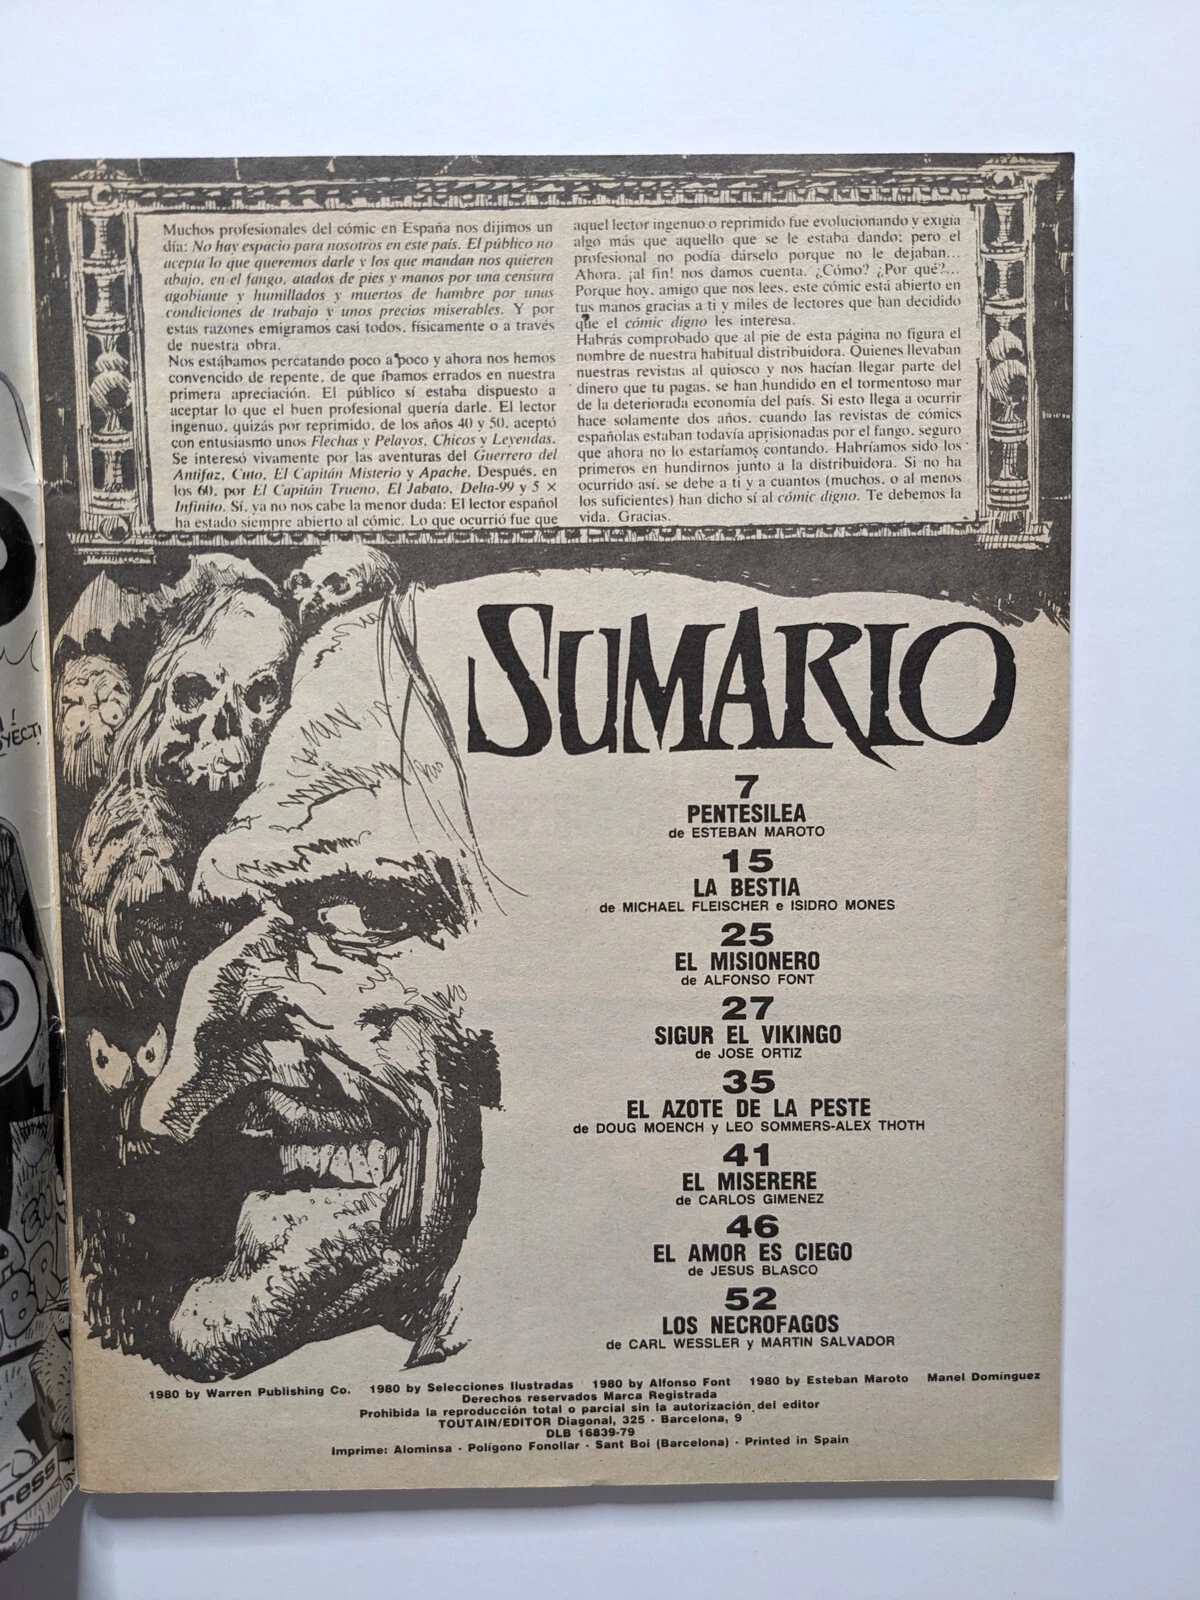 Muchos profesionales del cómic en España nos dijimos un
día: No hay espacio para nosotros en este país. El público no
acepta lo que queremos darle y los que mandan nos quieren
abajo, en el fango, atados de pies y manos por una censura
agobiante y humillados y muertos de hambre por unas
condiciones de trabajo y unos precios miserables. Y por
estas razones emigramos casi todos, físicamente o a través
de nuestra obra.
Nos estábamos percatando poco a poco y ahora nos hemos
convencido de repente, de que íbamos errados en nuestra
primera apreciación. El público sí estaba dispuesto a
aceptar lo que el buen profesional quería darle. El lector
ingenuo, quizás por reprimido, de los años 40 y 50, aceptó
con entusiasmo unos Flechas y Pelayos, Chicos y Leyendas.
Se interesó vivamente por las aventuras del Guerrero del
Antifaz, Cuto, El Capitán Misterio y Apache. Después, en
los 60, por El Capitán Trueno, El Jabato, Delta-99 y 5 ×
Infinito. Sí, ya no nos cabe la menor duda: El lector español
ha estado siempre abierto al cómic. Lo que ocurrió fue que
aquel lector ingenuo o reprimido fue evolucionando y exigía
algo más que aquello que se le estaba dando; pero el
profesional no podía dárselo porque no le dejaban...
Ahora, ¡al fin! nos damos cuenta. ¿Cómo? ¿Por qué?...
Porque hoy, amigo que nos lees, este cómic está abierto en
tus manos gracias a ti y miles de lectores que han decidido
que el cómic digno les interesa.
Habrás comprobado que al pie de esta página no figura el
nombre de nuestra habitual distribuidora. Quienes llevaban
nuestras revistas al quiosco y nos hacían llegar parte del
dinero que tu pagas, se han hundido en el tormentoso mar
de la deteriorada economía del país. Si esto llega a ocurrir
hace solamente dos años, cuando las revistas de cómics
españolas estaban todavía aprisionadas por el fango, seguro
que ahora no lo estaríamos contando. Habríamos sido los
primeros en hundirnos junto a la distribuidora. Si no ha
ocurrido así, se debe a ti y a cuantos (muchos, o al menos
los suficientes) han dicho sí al cómic digno. Te debemos la
vida. Gracias.
SUMARIO
7
PENTESILEA
de ESTEBAN MAROTO
15
LA BESTIA
de MICHAEL FLEISCHER e ISIDRO MONES
25
EL MISIONERO
de ALFONSO FONT
27
SIGUR EL VIKINGO
de JOSE ORTIZ
35
EL AZOTE DE LA PESTE
de DOUG MOENCH y LEO SOMMERS-ALEX THOTH
41
EL MISERERE
de CARLOS GIMENEZ
46
EL AMOR ES CIEGO
de JESUS BLASCO
52
LOS NECROFAGOS
de CARL WESSLER y MARTIN SALVADOR
1980 by Warren Publishing Co. 1980 by Selecciones Ilustradas 1980 by Alfonso Font 1980 by Esteban Maroto Manel Domínguez
Derechos reservados Marca Registrada
Prohibida la reproducción total o parcial sin la autorización del editor
TOUTAIN/EDITOR Diagonal, 325 · Barcelona, 9
DLB 16839-79
Imprime: Alominsa · Polígono Fonollar · Sant Boi (Barcelona) · Printed in Spain